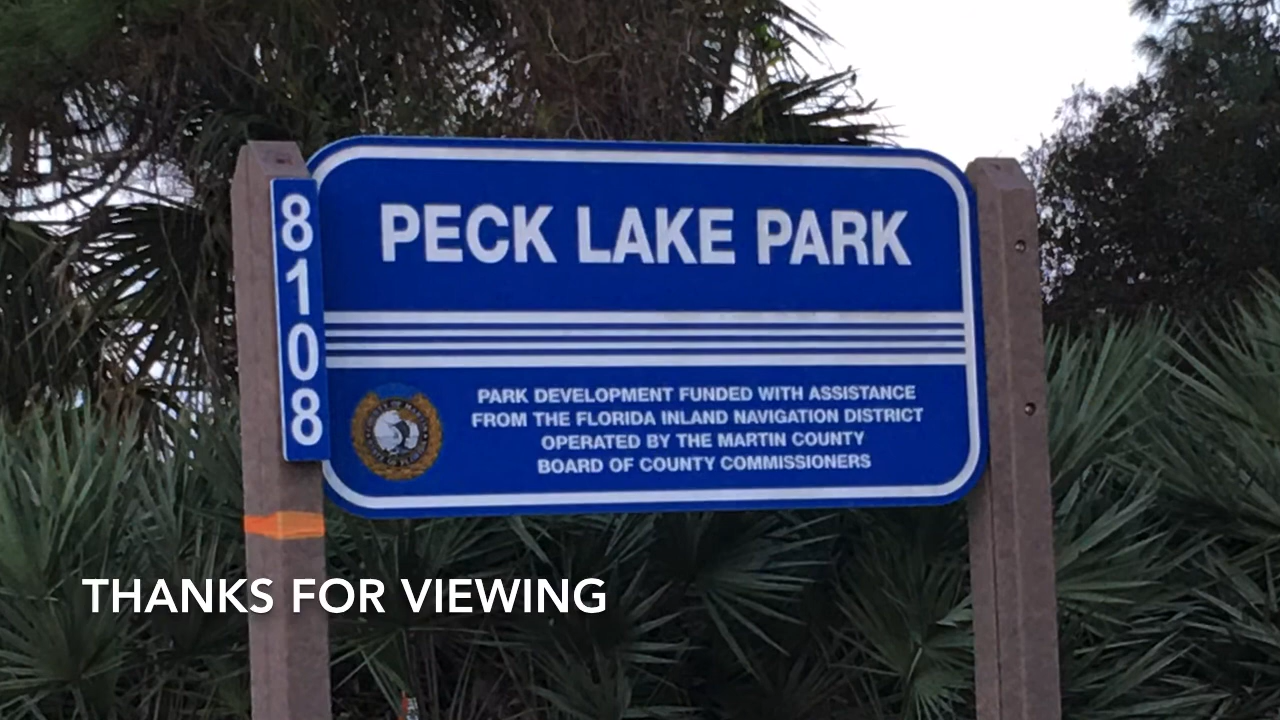 8108
PECK LAKE PARK
PARK DEVELOPMENT FUNDED WITH ASSISTANCE
FROM THE FLORIDA INLAND NAVIGATION DISTRICT
OPERATED BY THE MARTIN COUNTY
BOARD OF COUNTY COMMISSIONERS
THANKS FOR VIEWING